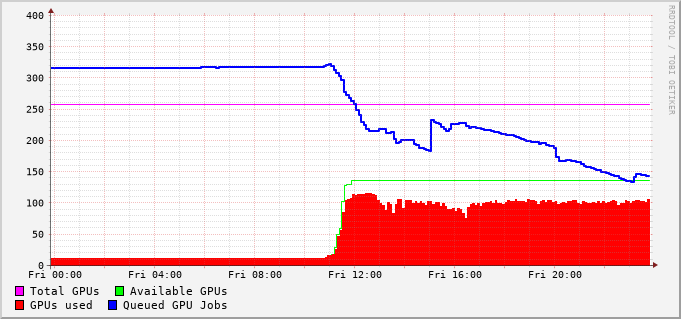 RRDTOOL / TOBI OETIKER
400
350
300
250
200
150
100
50
0
Fri 00:00 Fri 04:00 Fri 08:00 Fri 12:00 Fri 16:00 Fri 20:00
Total GPUs Available GPUs
GPUs used Queued GPU Jobs